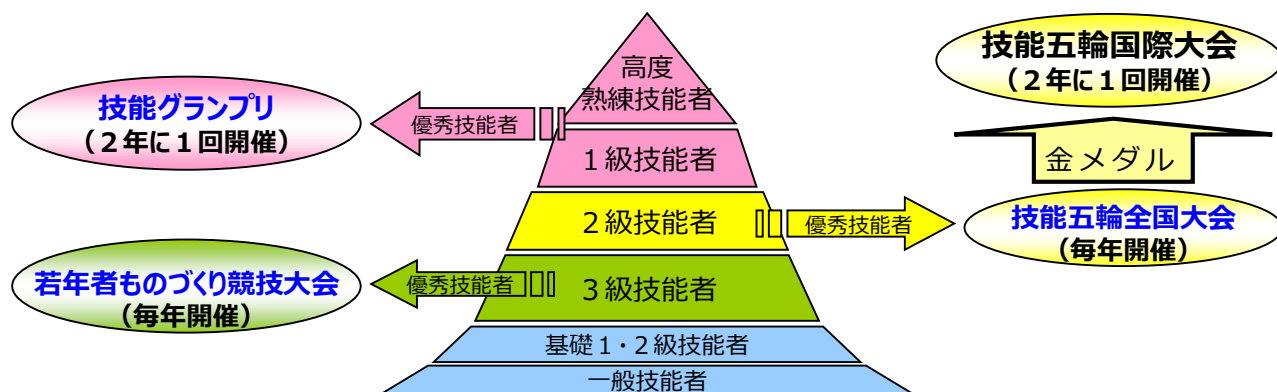 技能五輪国際大会
（２年に１回開催）
高度
熟練技能者
技能グランプリ
（２年に１回開催）
優秀技能者
１級技能者
金メダル
２級技能者
優秀技能者
技能五輪全国大会
（毎年開催）
若年者ものづくり競技大会
（毎年開催）
優秀技能者
３級技能者
基礎１・２級技能者
一般技能者